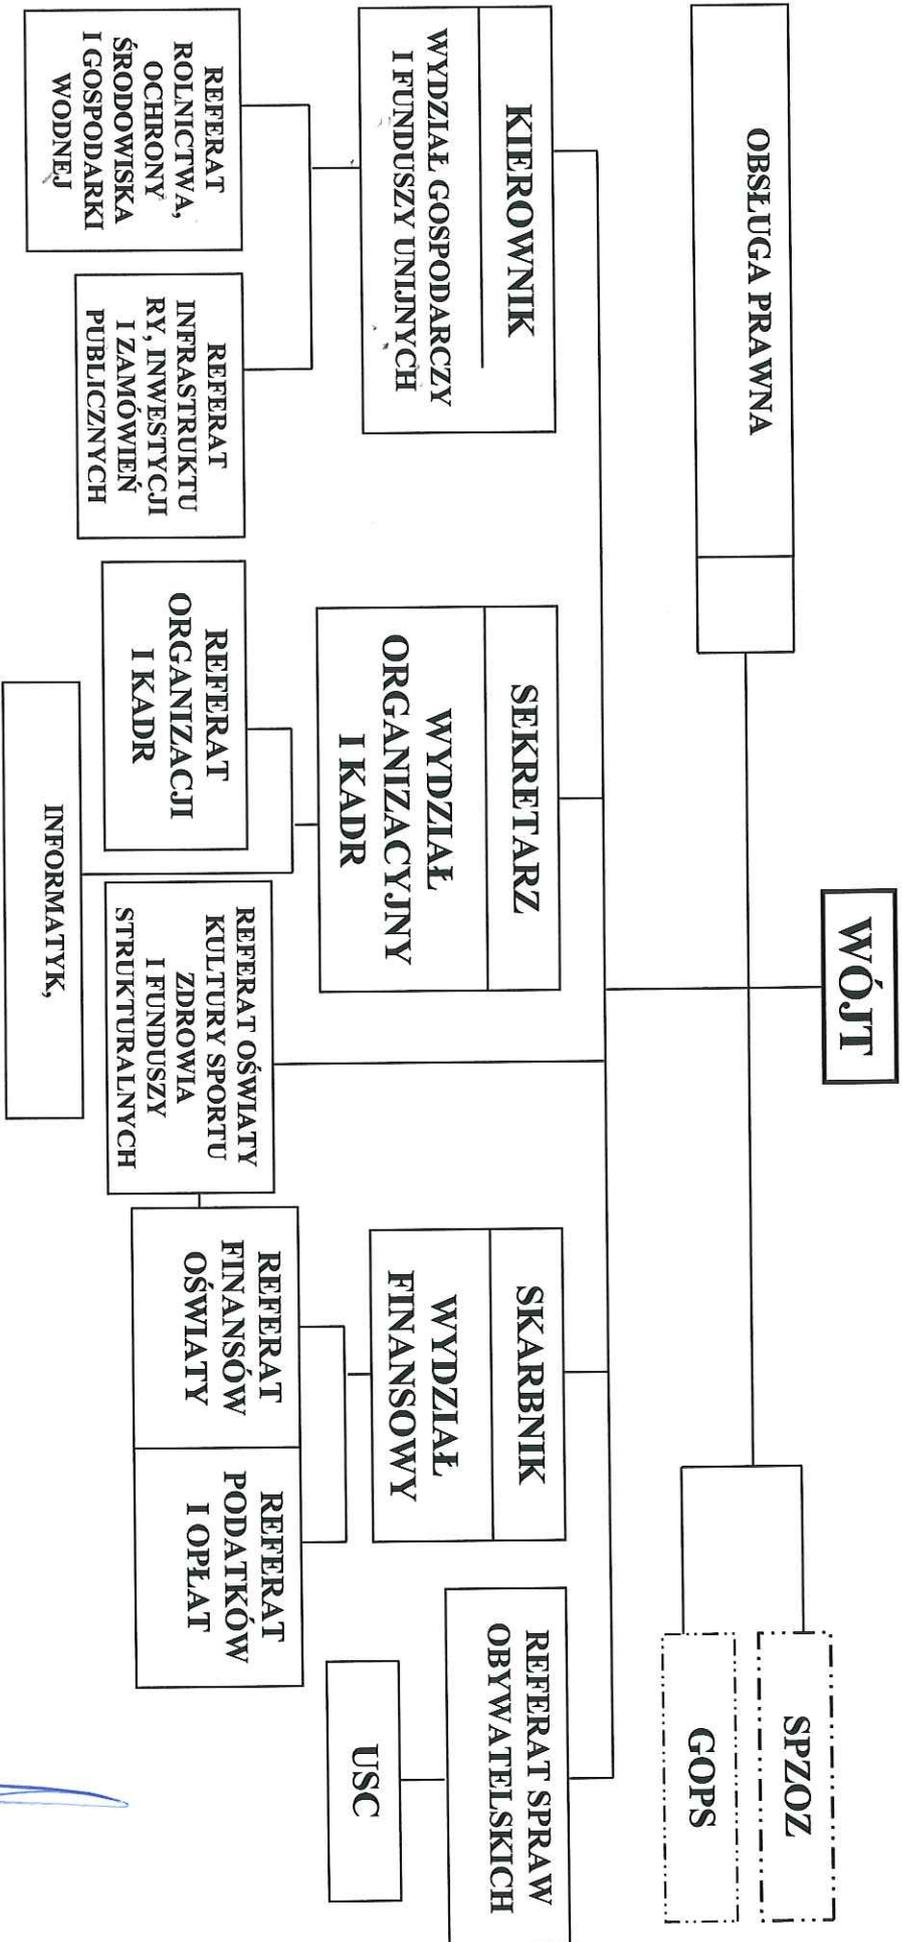 WÓJT
OBSŁUGA PRAWNA
SPZOZ
GOPS
KIEROWNIK
WYDZIAŁ GOSPODARCZY
I FUNDUSZY UNIJNYCH
SEKRETARZ
WYDZIAŁ
ORGANIZACYJNY
I KADR
SKARBNIK
WYDZIAŁ
FINANSOWY
REFERAT SPRAW
OBYWATELSKICH
USC
REFERAT
ROLNICTWA,
OCHRONY
ŚRODOWISKA
I GOSPODARKI
WODNEJ
REFERAT
INFRASTRUKTU
RY, INWESTYCJI
I ZAMÓWIEŃ
PUBLICZNYCH
REFERAT
ORGANIZACJI
I KADR
REFERAT OŚWIATY
KULTURY SPORTU
ZDROWIA
I FUNDUSZY
STRUKTURALNYCH
REFERAT
FINANSÓW
OŚWIATY
REFERAT
PODATKÓW
I OPŁAT
INFORMATYK,